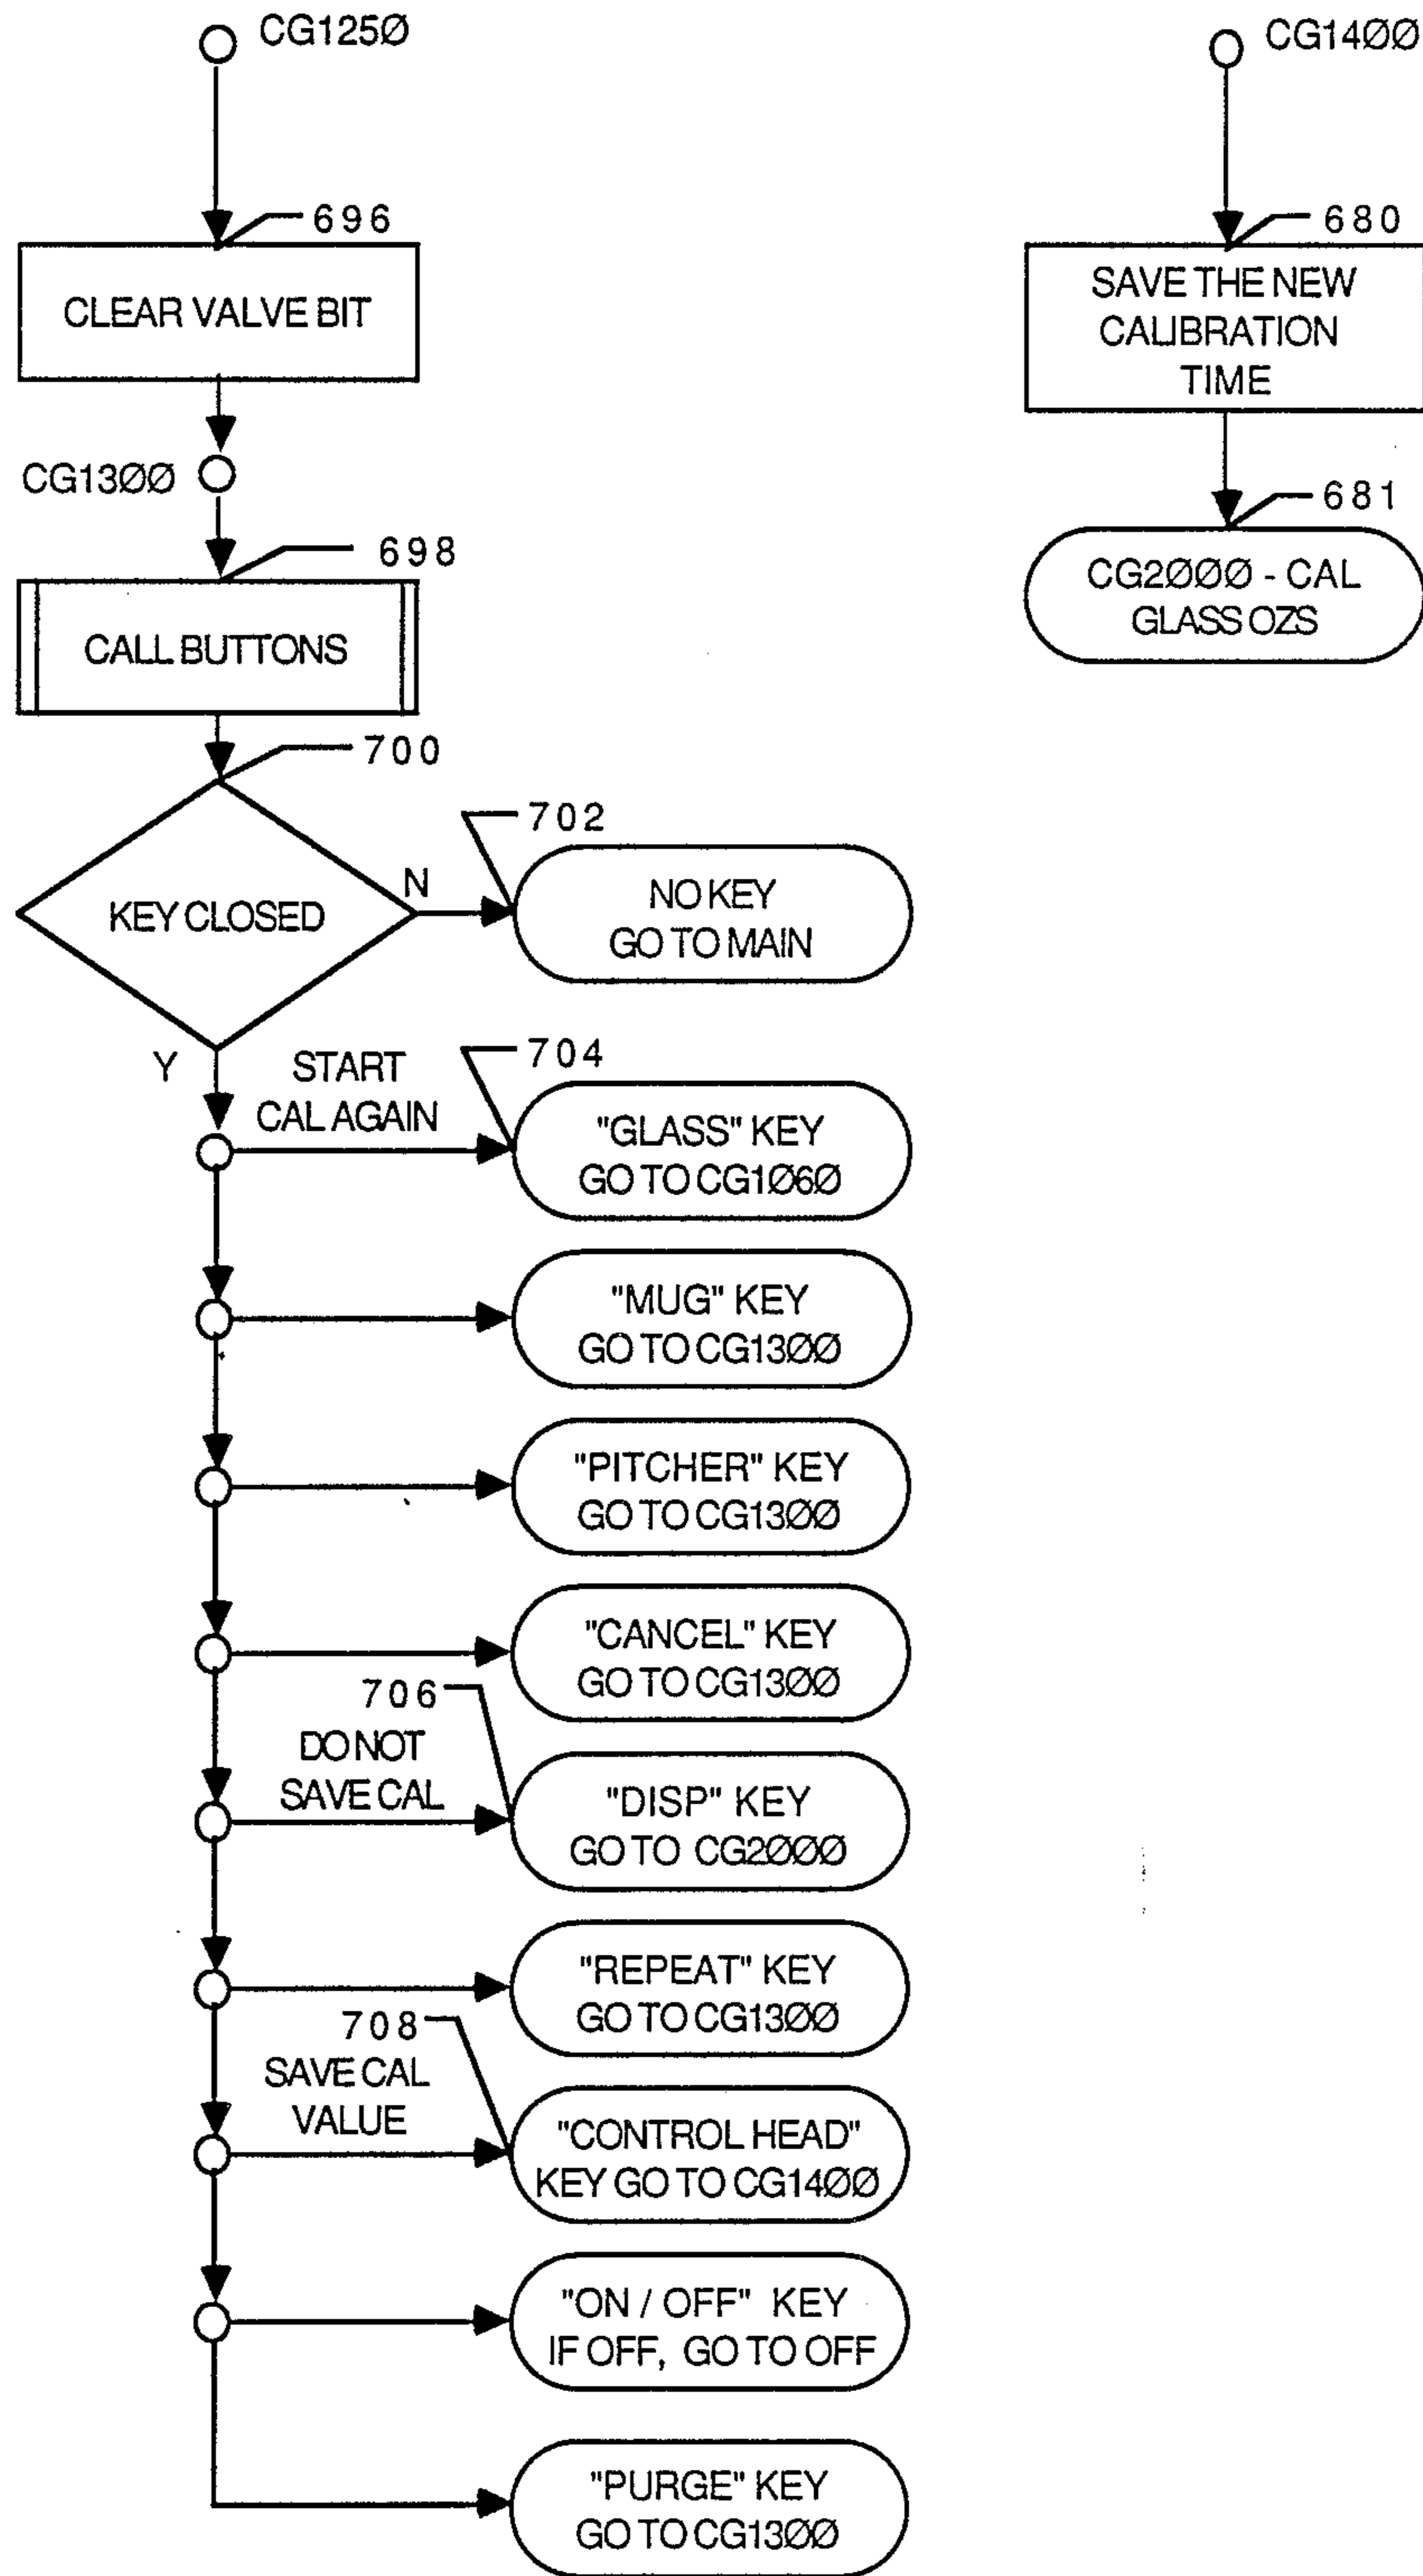 CG125Ø
696
CLEAR VALVE BIT
CG13ØØ
698
CALL BUTTONS
700
KEY CLOSED
N
702
NO KEY
GO TO MAIN
Y
START
CAL AGAIN
704
"GLASS" KEY
GO TO CG1Ø6Ø
"MUG" KEY
GO TO CG13ØØ
"PITCHER" KEY
GO TO CG13ØØ
"CANCEL" KEY
GO TO CG13ØØ
706
DO NOT
SAVE CAL
"DISP" KEY
GO TO CG2ØØØ
"REPEAT" KEY
GO TO CG13ØØ
708
SAVE CAL
VALUE
"CONTROL HEAD"
KEY GO TO CG14ØØ
"ON / OFF" KEY
IF OFF, GO TO OFF
"PURGE" KEY
GO TO CG13ØØ
CG14ØØ
680
SAVE THE NEW
CALIBRATION
TIME
681
CG2ØØØ - CAL
GLASS OZS